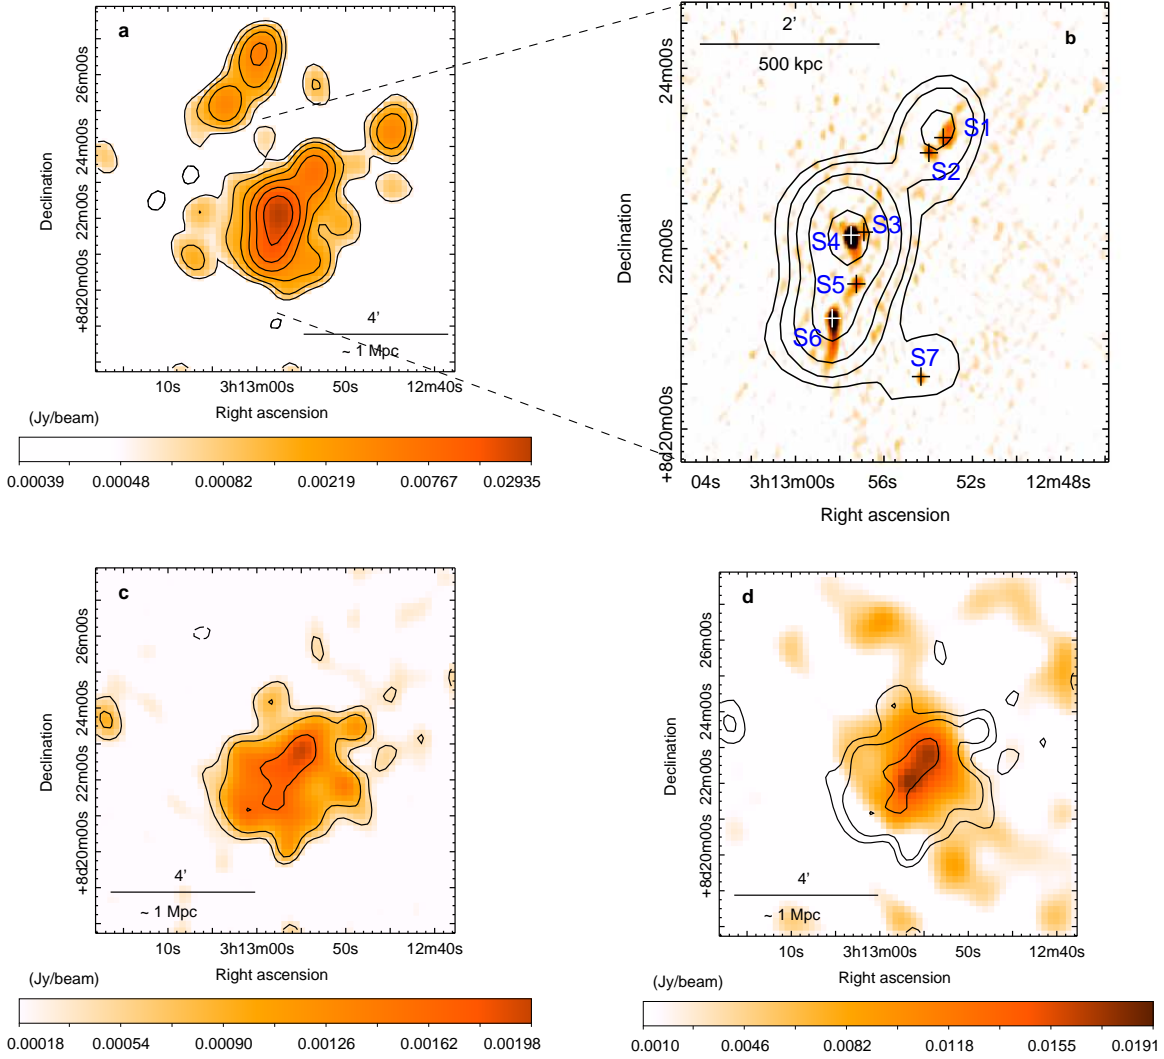 a
4'
~ 1 Mpc
Declination
26m00s
24m00s
22m00s
+8d20m00s
10s 3h13m00s 50s 12m40s
Right ascension
(Jy/beam)
0.00039 0.00048 0.00082 0.00219 0.00767 0.02935
2'
b
500 kpc
S1
S2
S3
S4
S5
S6
S7
Declination
24m00s
22m00s
+8d20m00s
04s 3h13m00s 56s 52s 12m48s
Right ascension
c
4'
~ 1 Mpc
Declination
26m00s
24m00s
22m00s
+8d20m00s
10s 3h13m00s 50s 12m40s
Right ascension
(Jy/beam)
0.00018 0.00054 0.00090 0.00126 0.00162 0.00198
d
4'
~ 1 Mpc
Declination
26m00s
24m00s
22m00s
+8d20m00s
10s 3h13m00s 50s 12m40s
Right ascension
(Jy/beam)
0.0010 0.0046 0.0082 0.0118 0.0155 0.0191